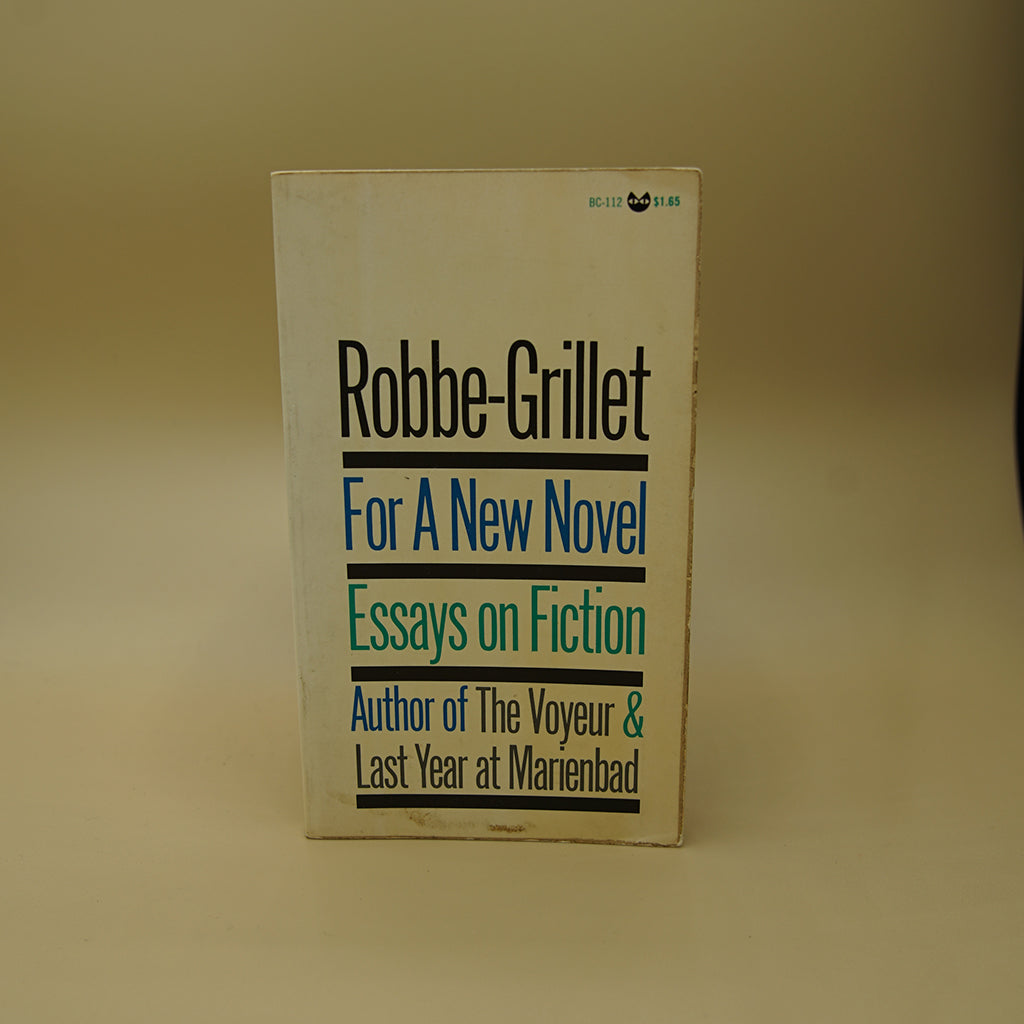 BC-112 $1.65
Robbe-Grillet
For A New Novel
Essays on Fiction
Author of The Voyeur &
Last Year at Marienbad